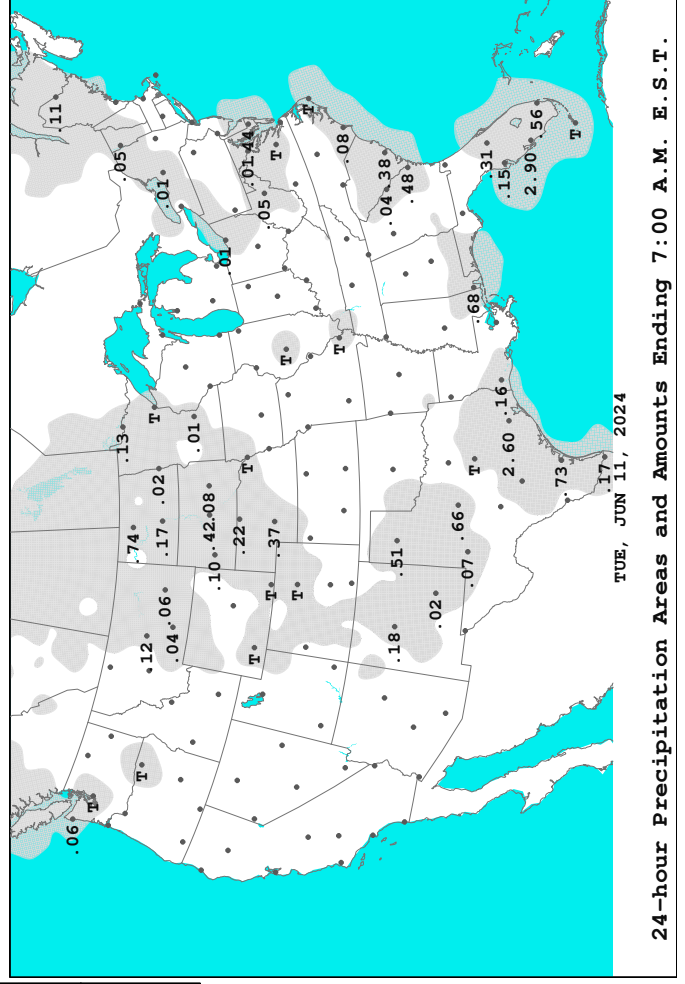 .11
.06
T
.05
.74 .13
T
.12
T
.17 .02
.06 .01
.04
.01
.10 .42 .08
.01
.22
T
.01 .44
T
.05
T
.37
T
T
T
T
T
.08
.38
.04
.18
.51
.48
.02
.66
.07
.68
T
.31
.16
.15
2.60
2.90
.56
.73
T
.17
TUE, JUN 11, 2024
24-hour Precipitation Areas and Amounts Ending 7:00 A.M. E.S.T.